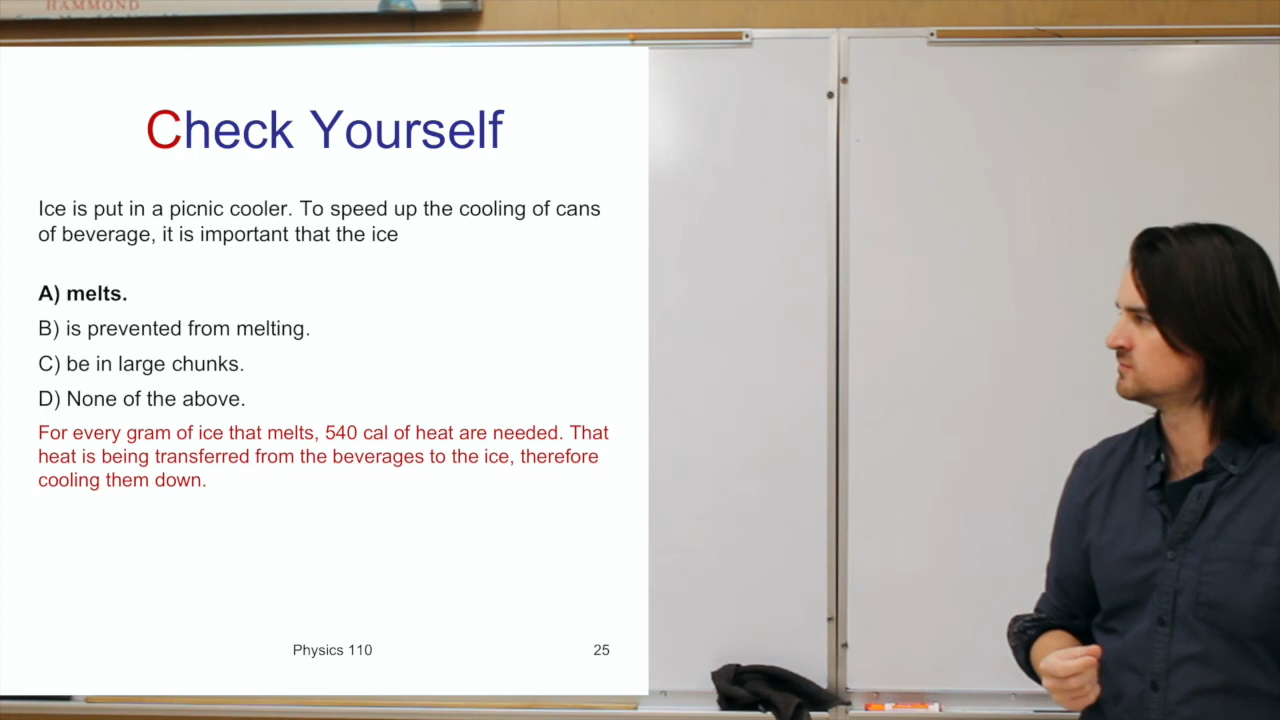 HAMMOND
Check Yourself
Ice is put in a picnic cooler. To speed up the cooling of cans
of beverage, it is important that the ice
A) melts.
B) is prevented from melting.
C) be in large chunks.
D) None of the above.
For every gram of ice that melts, 540 cal of heat are needed. That
heat is being transferred from the beverages to the ice, therefore
cooling them down.
Physics 110
25